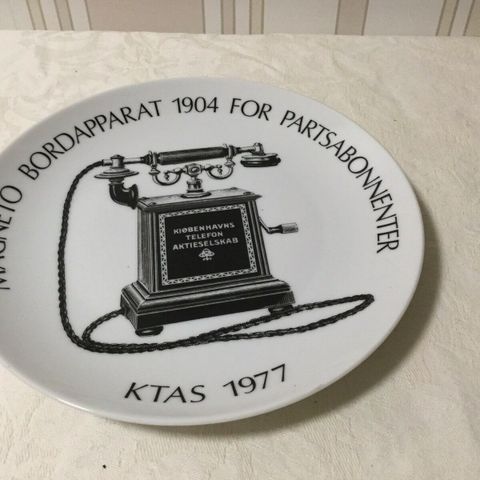 MAGNETO BORDAPPARAT 1904 FOR PARTSABONNENTER
KIØBENHAVNS
TELEFON
AKTIESELSKAB
KTAS 1977